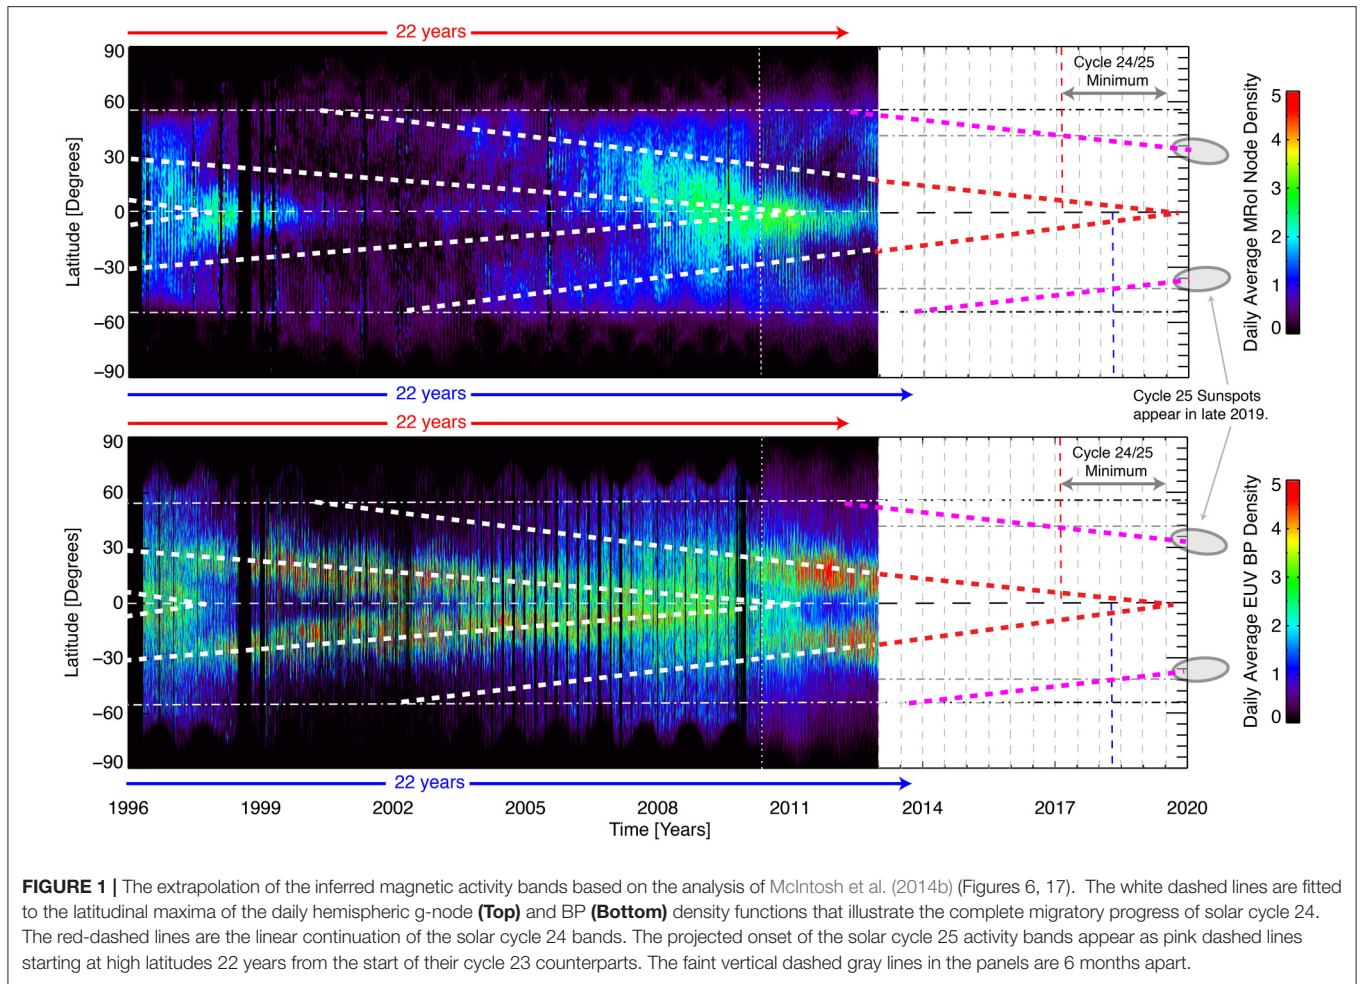 22 years
90
60
30
0
−30
−60
−90
Latitude [Degrees]
Cycle 24/25
Minimum
5
4
3
2
1
0
Daily Average MRoI Node Density
22 years
Cycle 25 Sunspots
appear in late 2019.
22 years
90
60
30
0
−30
−60
−90
Latitude [Degrees]
Cycle 24/25
Minimum
5
4
3
2
1
0
Daily Average EUV BP Density
22 years
1996 1999 2002 2005 2008 2011 2014 2017 2020
Time [Years]
FIGURE 1 | The extrapolation of the inferred magnetic activity bands based on the analysis of McIntosh et al. (2014b) (Figures 6, 17). The white dashed lines are fitted
to the latitudinal maxima of the daily hemispheric g-node (Top) and BP (Bottom) density functions that illustrate the complete migratory progress of solar cycle 24.
The red-dashed lines are the linear continuation of the solar cycle 24 bands. The projected onset of the solar cycle 25 activity bands appear as pink dashed lines
starting at high latitudes 22 years from the start of their cycle 23 counterparts. The faint vertical dashed gray lines in the panels are 6 months apart.